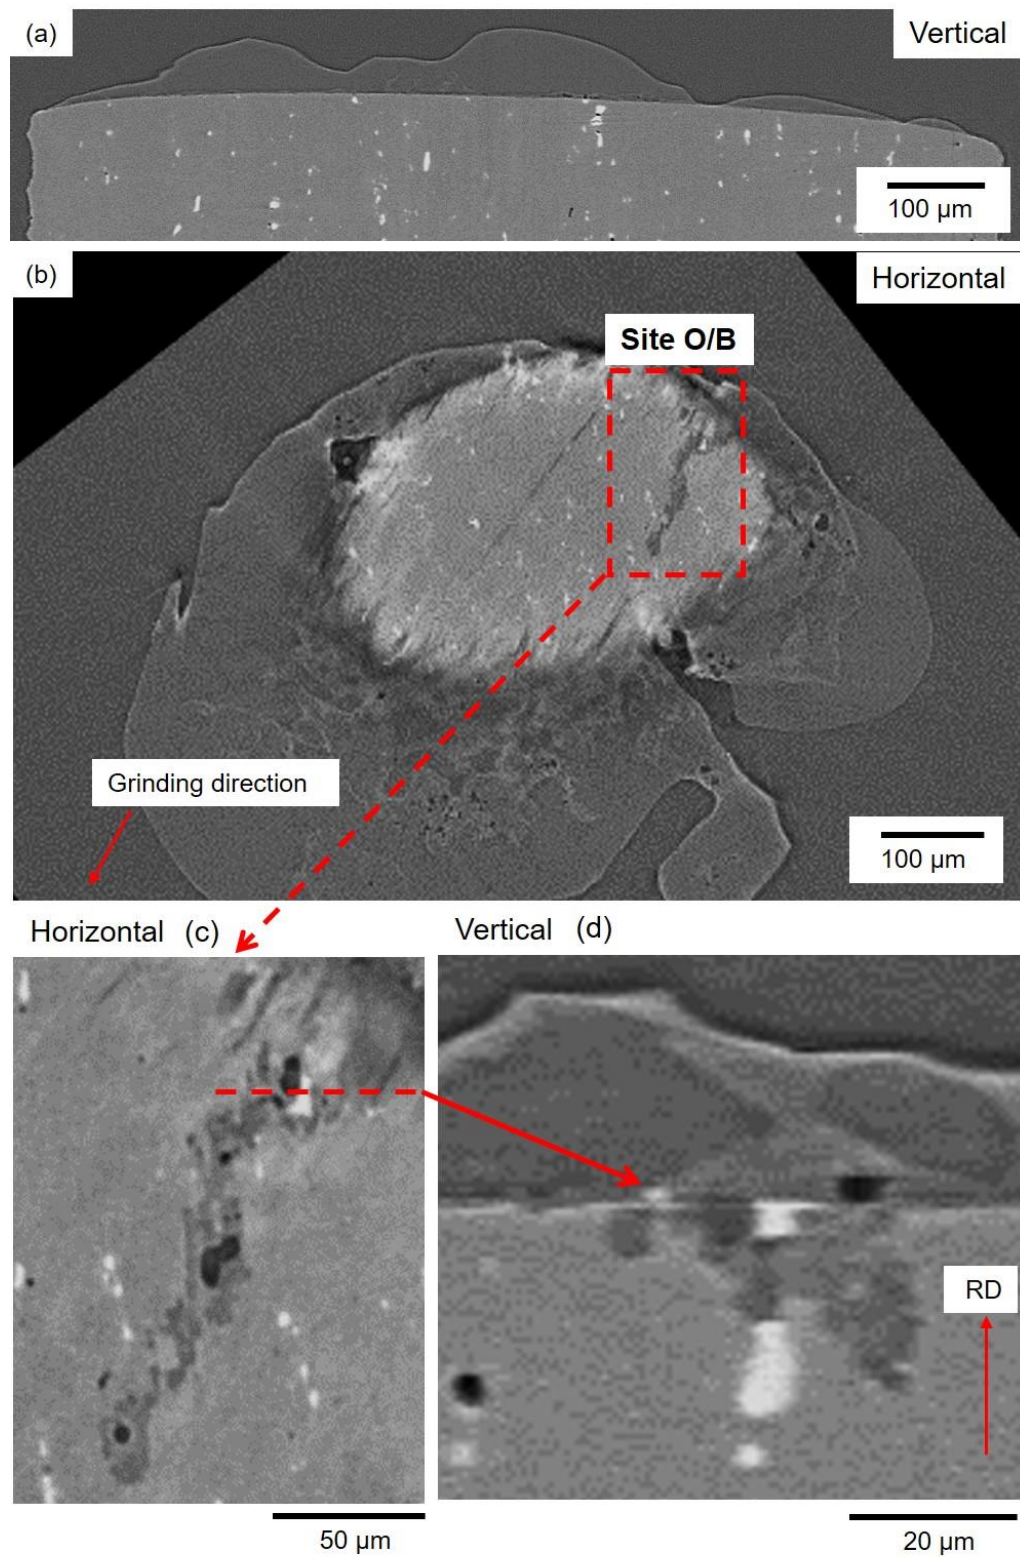 (a)
Vertical
100 µm
(b)
Horizontal
Site O/B
Grinding direction
100 µm
Horizontal (c)
Vertical (d)
RD
50 µm
20 µm